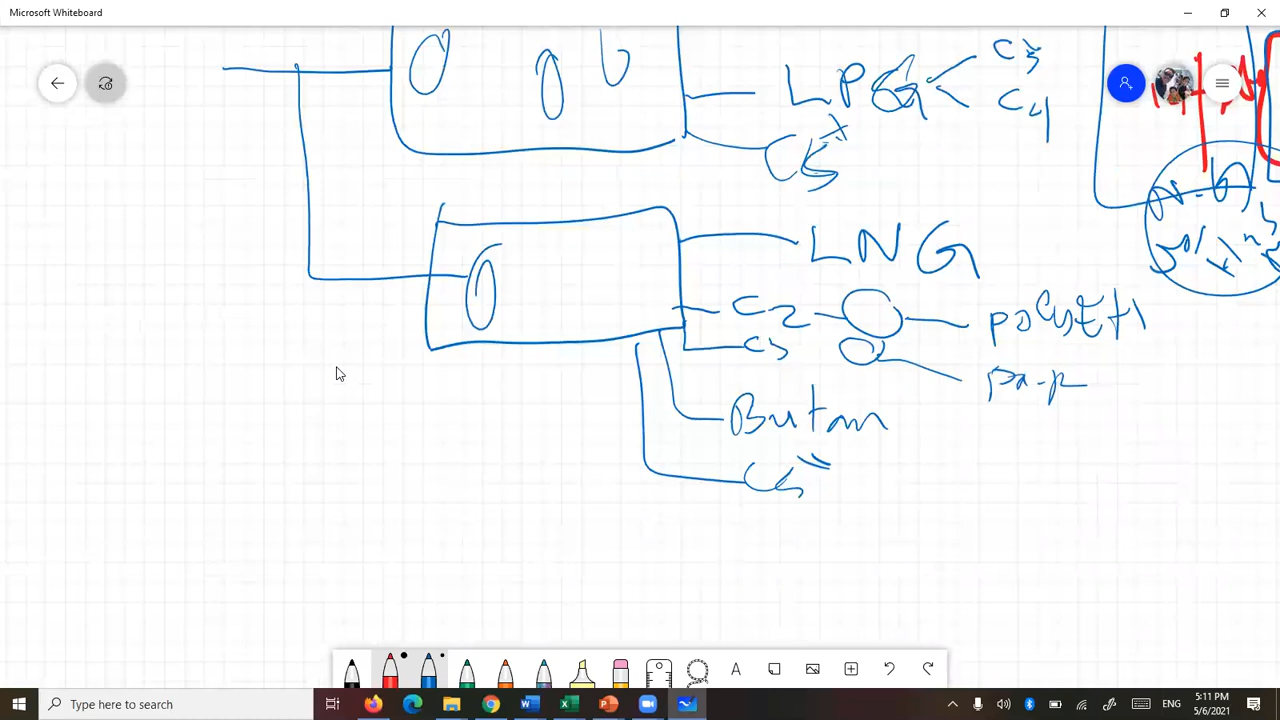 Microsoft Whiteboard
C3
LPG
C4
C5+
LNG
C2
C3
Butan
Type here to search
ENG
5:11 PM
5/6/2021